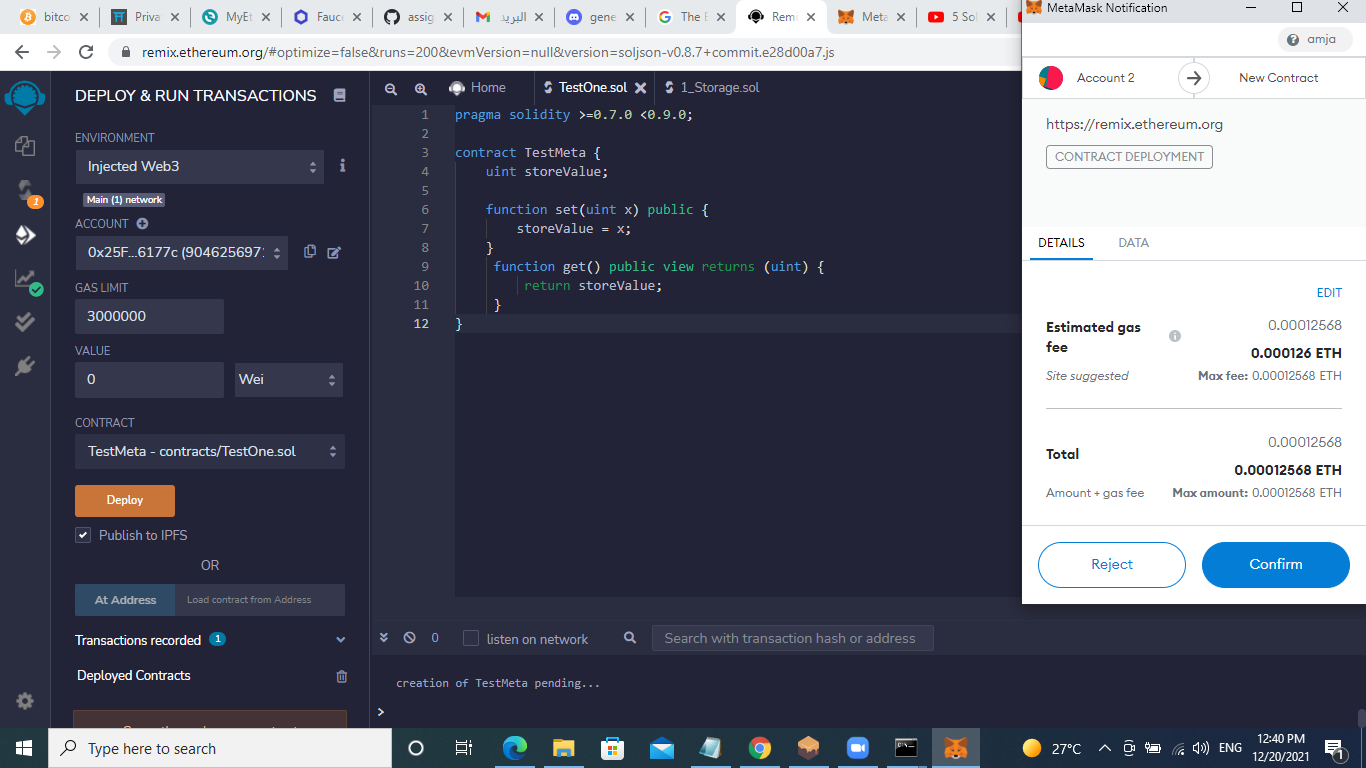 bitco
Priva
MyEt
Fauco
assig
البريد
gene
The E
Remi
Meta
5 Sol
MetaMask Notification
remix.ethereum.org/#optimize=false&runs=200&evmVersion=null&version=soljson-v0.8.7+commit.e28d00a7.js
amja
DEPLOY & RUN TRANSACTIONS
ENVIRONMENT
Injected Web3
Main (1) network
ACCOUNT
0x25F...6177c (9046256971
GAS LIMIT
3000000
VALUE
0
Wei
CONTRACT
TestMeta - contracts/TestOne.sol
Deploy
Publish to IPFS
OR
At Address
Load contract from Address
Transactions recorded 1
Deployed Contracts
1
Home
TestOne.sol
1_Storage.sol
1 pragma solidity >=0.7.0 <0.9.0;
2
3 contract TestMeta {
4 uint storeValue;
5
6 function set(uint x) public {
7 storeValue = x;
8 }
9 function get() public view returns (uint) {
10 return storeValue;
11 }
12 }
0
listen on network
Search with transaction hash or address
creation of TestMeta pending...
>
Account 2
New Contract
https://remix.ethereum.org
CONTRACT DEPLOYMENT
DETAILS
DATA
EDIT
Estimated gas fee
0.00012568
0.000126 ETH
Site suggested
Max fee: 0.00012568 ETH
0.00012568
Total
0.00012568 ETH
Amount + gas fee
Max amount: 0.00012568 ETH
Reject
Confirm
Type here to search
27°C
ENG
12:40 PM
12/20/2021
1